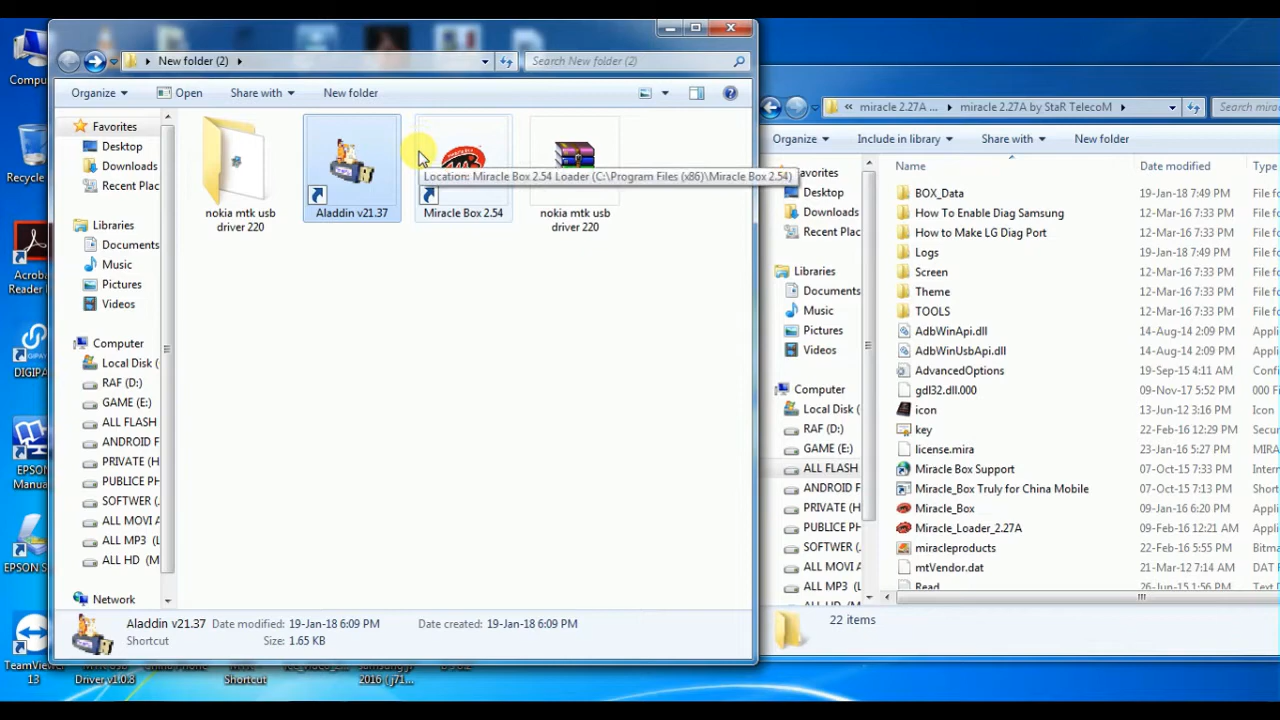 Compu
Recycle
Acroba
Reader I
DIGIPA
EPSON
Manua
EPSON S
TeamViewer
13
Driver v1.0.8
Shortcut
2016 (j71...
New folder (2)
Search New folder (2)
Organize
Open
Share with
New folder
Favorites
Desktop
Downloads
Recent Plac
Libraries
Documents
Music
Pictures
Videos
Computer
Local Disk (
RAF (D:)
GAME (E:)
ALL FLASH
ANDROID F
PRIVATE (H
PUBLICE PH
SOFTWER (
ALL MOVI A
ALL MP3 (L
ALL HD (M
Network
nokia mtk usb
driver 220
Aladdin v21.37
Miracle Box 2.54
nokia mtk usb
driver 220
Location: Miracle Box 2.54 Loader (C:\Program Files (x86)\Miracle Box 2.54)
Aladdin v21.37
Date modified: 19-Jan-18 6:09 PM
Date created: 19-Jan-18 6:09 PM
Shortcut
Size: 1.65 KB
« miracle 2.27A ...
miracle 2.27A by StaR TelecoM
Search mirac
Organize
Include in library
Share with
New folder
avorites
Desktop
Downloads
Recent Plac
Libraries
Documents
Music
Pictures
Videos
Computer
Local Disk (
RAF (D:)
GAME (E:)
ALL FLASH
ANDROID F
PRIVATE (H
PUBLICE PH
SOFTWER (
ALL MOVI A
ALL MP3 (L
Name
Date modified
Type
BOX_Data 19-Jan-18 7:49 PM File fo
How To Enable Diag Samsung 12-Mar-16 7:33 PM File fo
How to Make LG Diag Port 12-Mar-16 7:33 PM File fo
Logs 19-Jan-18 7:49 PM File fo
Screen 12-Mar-16 7:33 PM File fo
Theme 12-Mar-16 7:33 PM File fo
TOOLS 12-Mar-16 7:33 PM File fo
AdbWinApi.dll 14-Aug-14 2:09 PM Applic
AdbWinUsbApi.dll 14-Aug-14 2:09 PM Applic
AdvancedOptions 19-Sep-15 4:11 AM Config
gdl32.dll.000 09-Nov-17 5:52 PM 000 F
icon 13-Jun-12 3:16 PM Icon
key 22-Feb-16 12:29 PM Secur
license.mira 23-Jan-16 5:27 PM MIRA
Miracle Box Support 07-Oct-15 7:33 PM Intern
Miracle_Box Truly for China Mobile 07-Oct-15 7:33 PM Shortc
Miracle_Box 09-Jan-16 6:20 PM Applic
Miracle_Loader_2.27A 09-Feb-16 12:21 AM Applic
miracleproducts 22-Feb-16 5:55 PM Bitma
mtVendor.dat 21-Mar-12 7:14 AM DAT F
Read 26-Jun-15 1:56 PM Text D
22 items